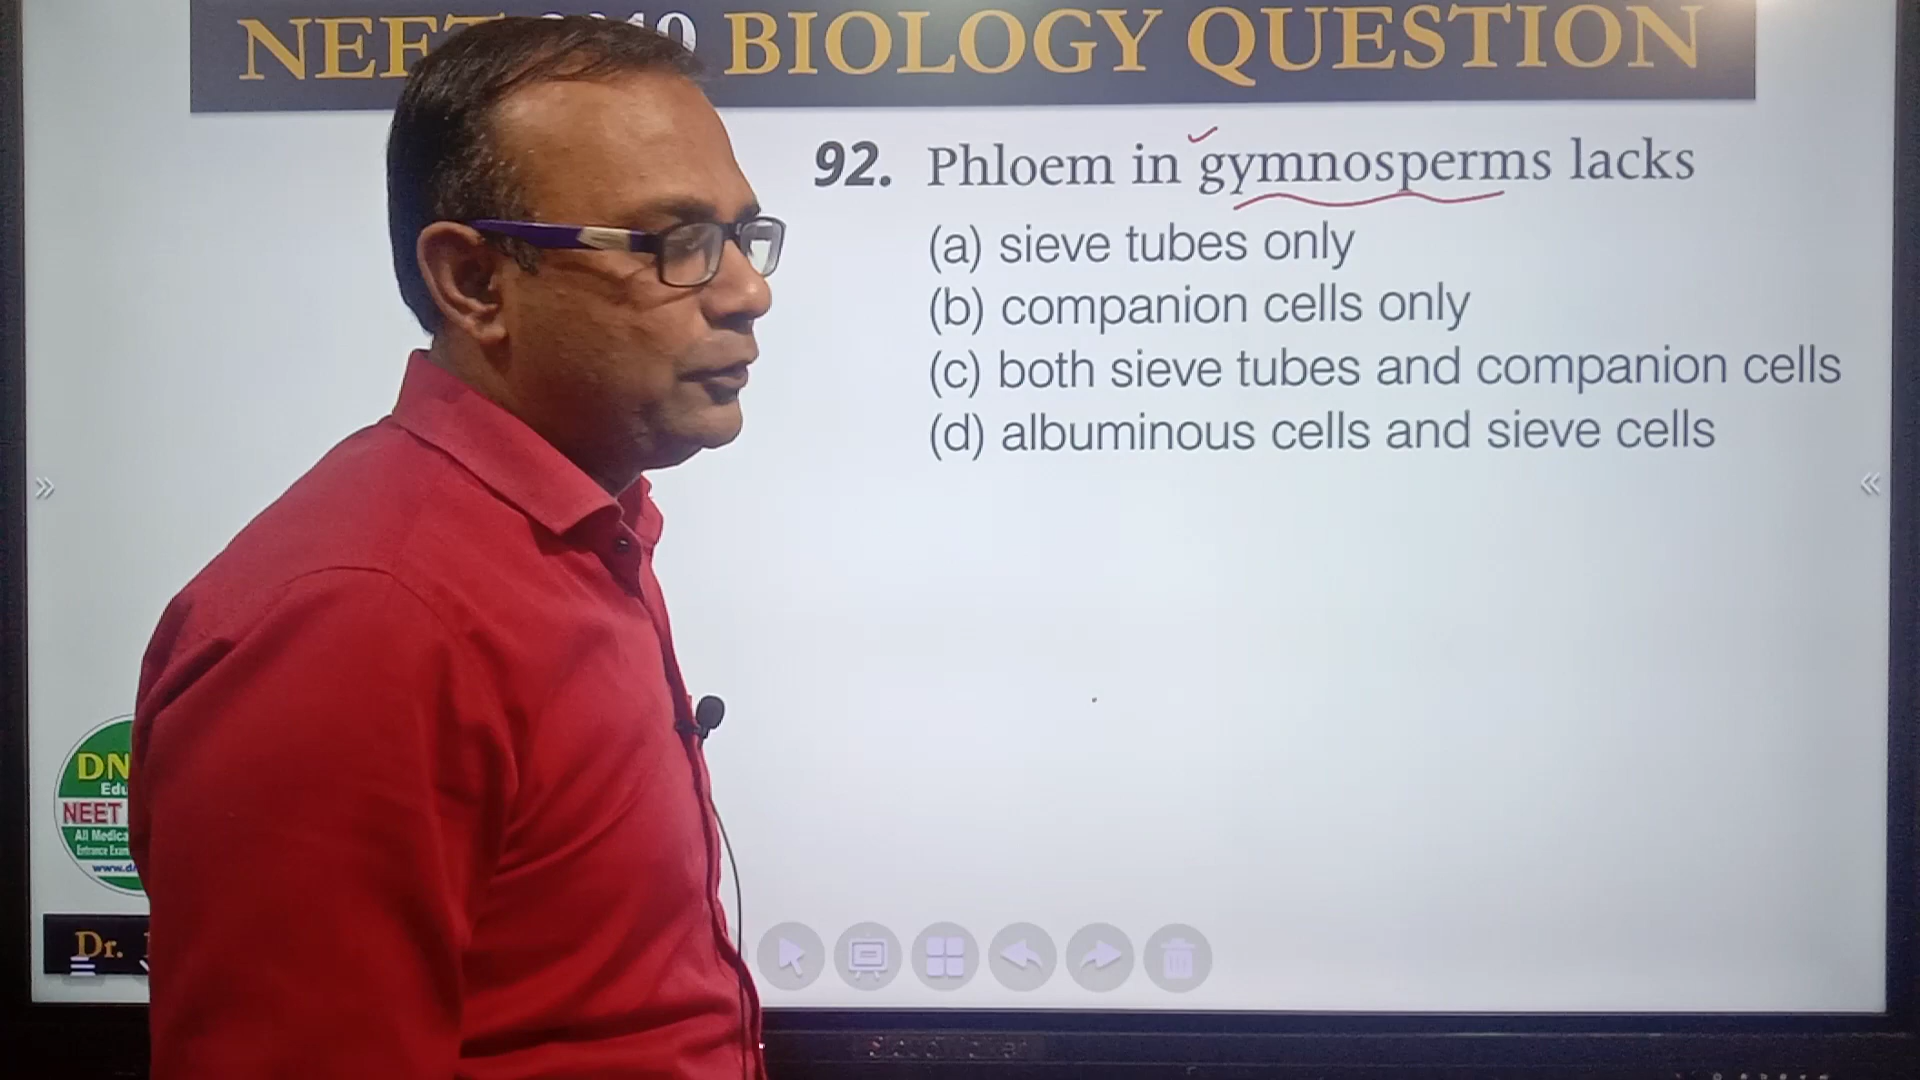 BIOLOGY QUESTION
92. Phloem in gymnosperms lacks
(a) sieve tubes only
(b) companion cells only
(c) both sieve tubes and companion cells
(d) albuminous cells and sieve cells
NEET
Dr.